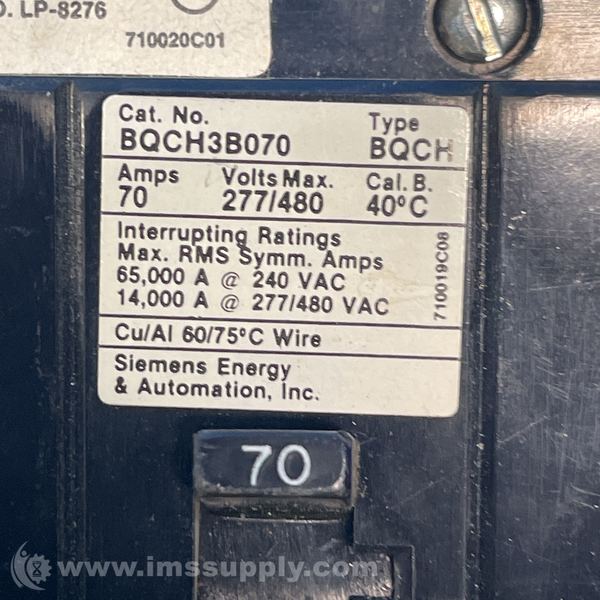 O. LP-8276
710020C01
Cat. No. Type
BQCH3B070 BQCH
Amps Volts Max. Cal. B.
70 277/480 40°C
Interrupting Ratings
Max. RMS Symm. Amps
65,000 A @ 240 VAC
14,000 A @ 277/480 VAC
710019C08
Cu/Al 60/75°C Wire
Siemens Energy
& Automation, Inc.
70
www.imssupply.com